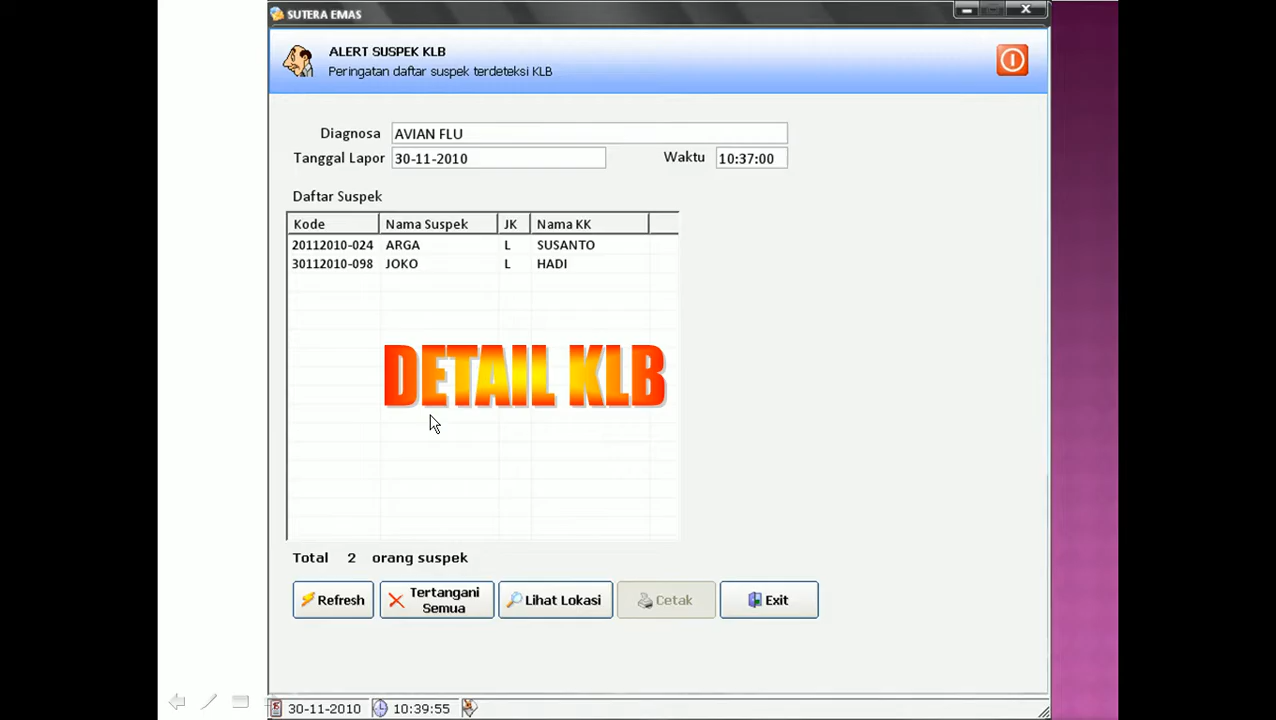 SUTERA EMAS
ALERT SUSPEK KLB
Peringatan daftar suspek terdeteksi KLB
Diagnosa AVIAN FLU
Tanggal Lapor 30-11-2010 Waktu 10:37:00
Daftar Suspek
Kode Nama Suspek JK Nama KK
20112010-024 ARGA L SUSANTO
30112010-098 JOKO L HADI
DETAIL KLB
Total 2 orang suspek
Refresh Tertangani Semua Lihat Lokasi Cetak Exit
30-11-2010 10:39:55